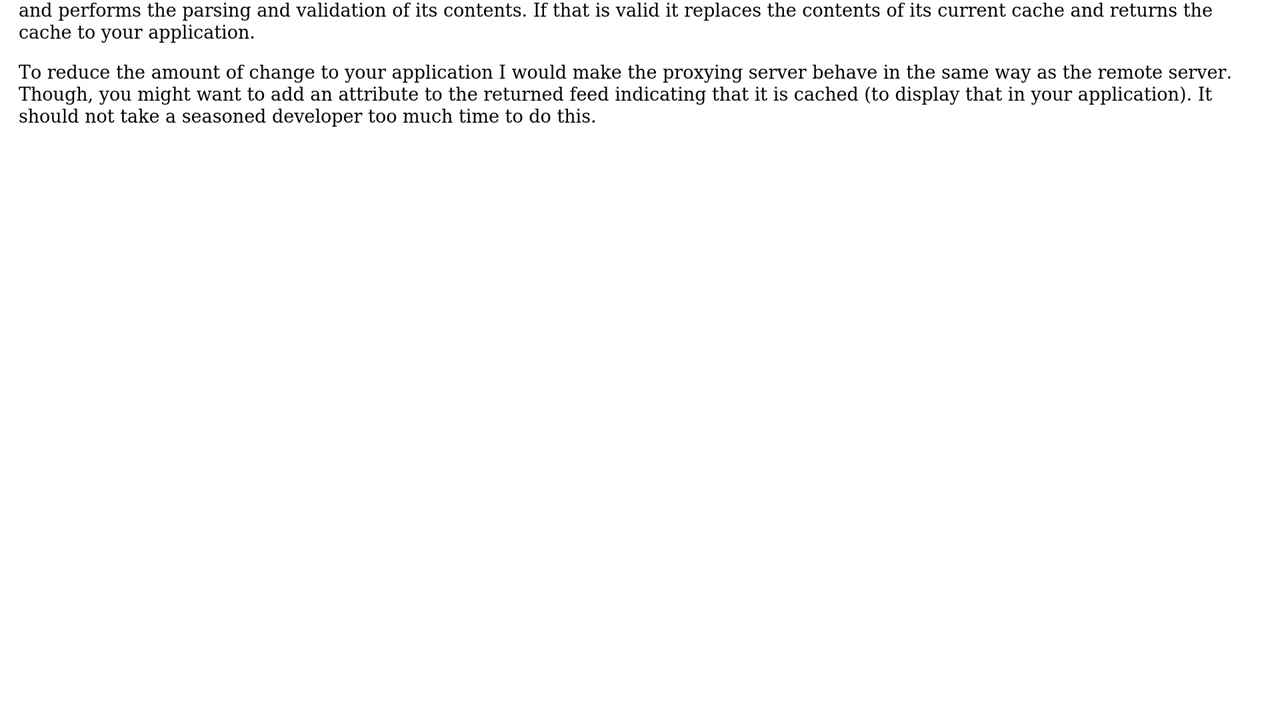 and performs the parsing and validation of its contents. If that is valid it replaces the contents of its current cache and returns the
cache to your application.
To reduce the amount of change to your application I would make the proxying server behave in the same way as the remote server.
Though, you might want to add an attribute to the returned feed indicating that it is cached (to display that in your application). It
should not take a seasoned developer too much time to do this.